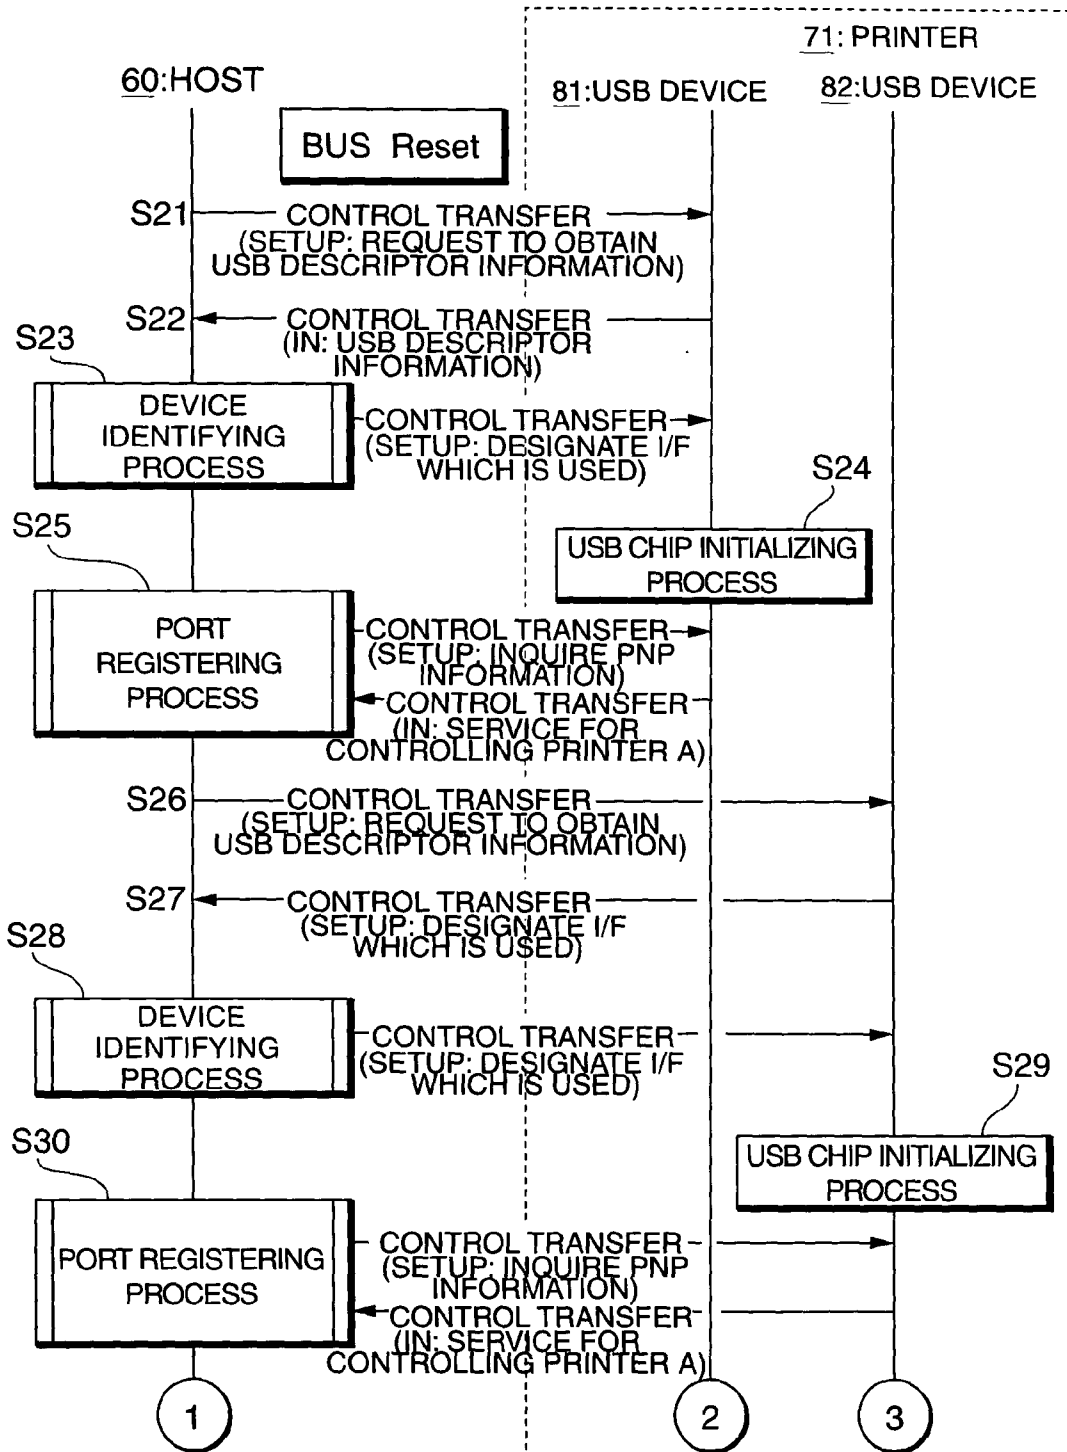 71: PRINTER
60:HOST
81:USB DEVICE
82:USB DEVICE
BUS Reset
S21
CONTROL TRANSFER
(SETUP: REQUEST TO OBTAIN
USB DESCRIPTOR INFORMATION)
S22
CONTROL TRANSFER
(IN: USB DESCRIPTOR
INFORMATION)
S23
DEVICE
IDENTIFYING
PROCESS
CONTROL TRANSFER
(SETUP: DESIGNATE I/F
WHICH IS USED)
S24
USB CHIP INITIALIZING
PROCESS
S25
PORT
REGISTERING
PROCESS
CONTROL TRANSFER
(SETUP: INQUIRE PNP
INFORMATION)
CONTROL TRANSFER
(IN: SERVICE FOR
CONTROLLING PRINTER A)
S26
CONTROL TRANSFER
(SETUP: REQUEST TO OBTAIN
USB DESCRIPTOR INFORMATION)
S27
CONTROL TRANSFER
(SETUP: DESIGNATE I/F
WHICH IS USED)
S28
DEVICE
IDENTIFYING
PROCESS
CONTROL TRANSFER
(SETUP: DESIGNATE I/F
WHICH IS USED)
S29
USB CHIP INITIALIZING
PROCESS
S30
PORT REGISTERING
PROCESS
CONTROL TRANSFER
(SETUP: INQUIRE PNP
INFORMATION)
CONTROL TRANSFER
(IN: SERVICE FOR
CONTROLLING PRINTER A)
1
2
3